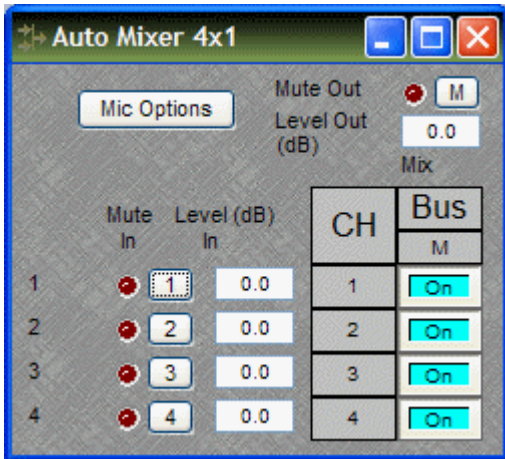 Auto Mixer 4x1
Mic Options
Mute Out
M
Level Out
(dB)
0.0
Mix
Mute
In
Level (dB)
In
CH
Bus
M
1 1 0.0 1 On
2 2 0.0 2 On
3 3 0.0 3 On
4 4 0.0 4 On